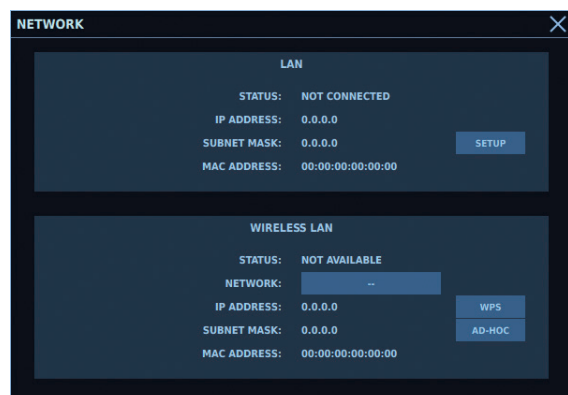 NETWORK
LAN
STATUS: NOT CONNECTED
IP ADDRESS: 0.0.0.0
SUBNET MASK: 0.0.0.0 SETUP
MAC ADDRESS: 00:00:00:00:00:00
WIRELESS LAN
STATUS: NOT AVAILABLE
NETWORK: --
IP ADDRESS: 0.0.0.0 WPS
SUBNET MASK: 0.0.0.0 AD-HOC
MAC ADDRESS: 00:00:00:00:00:00